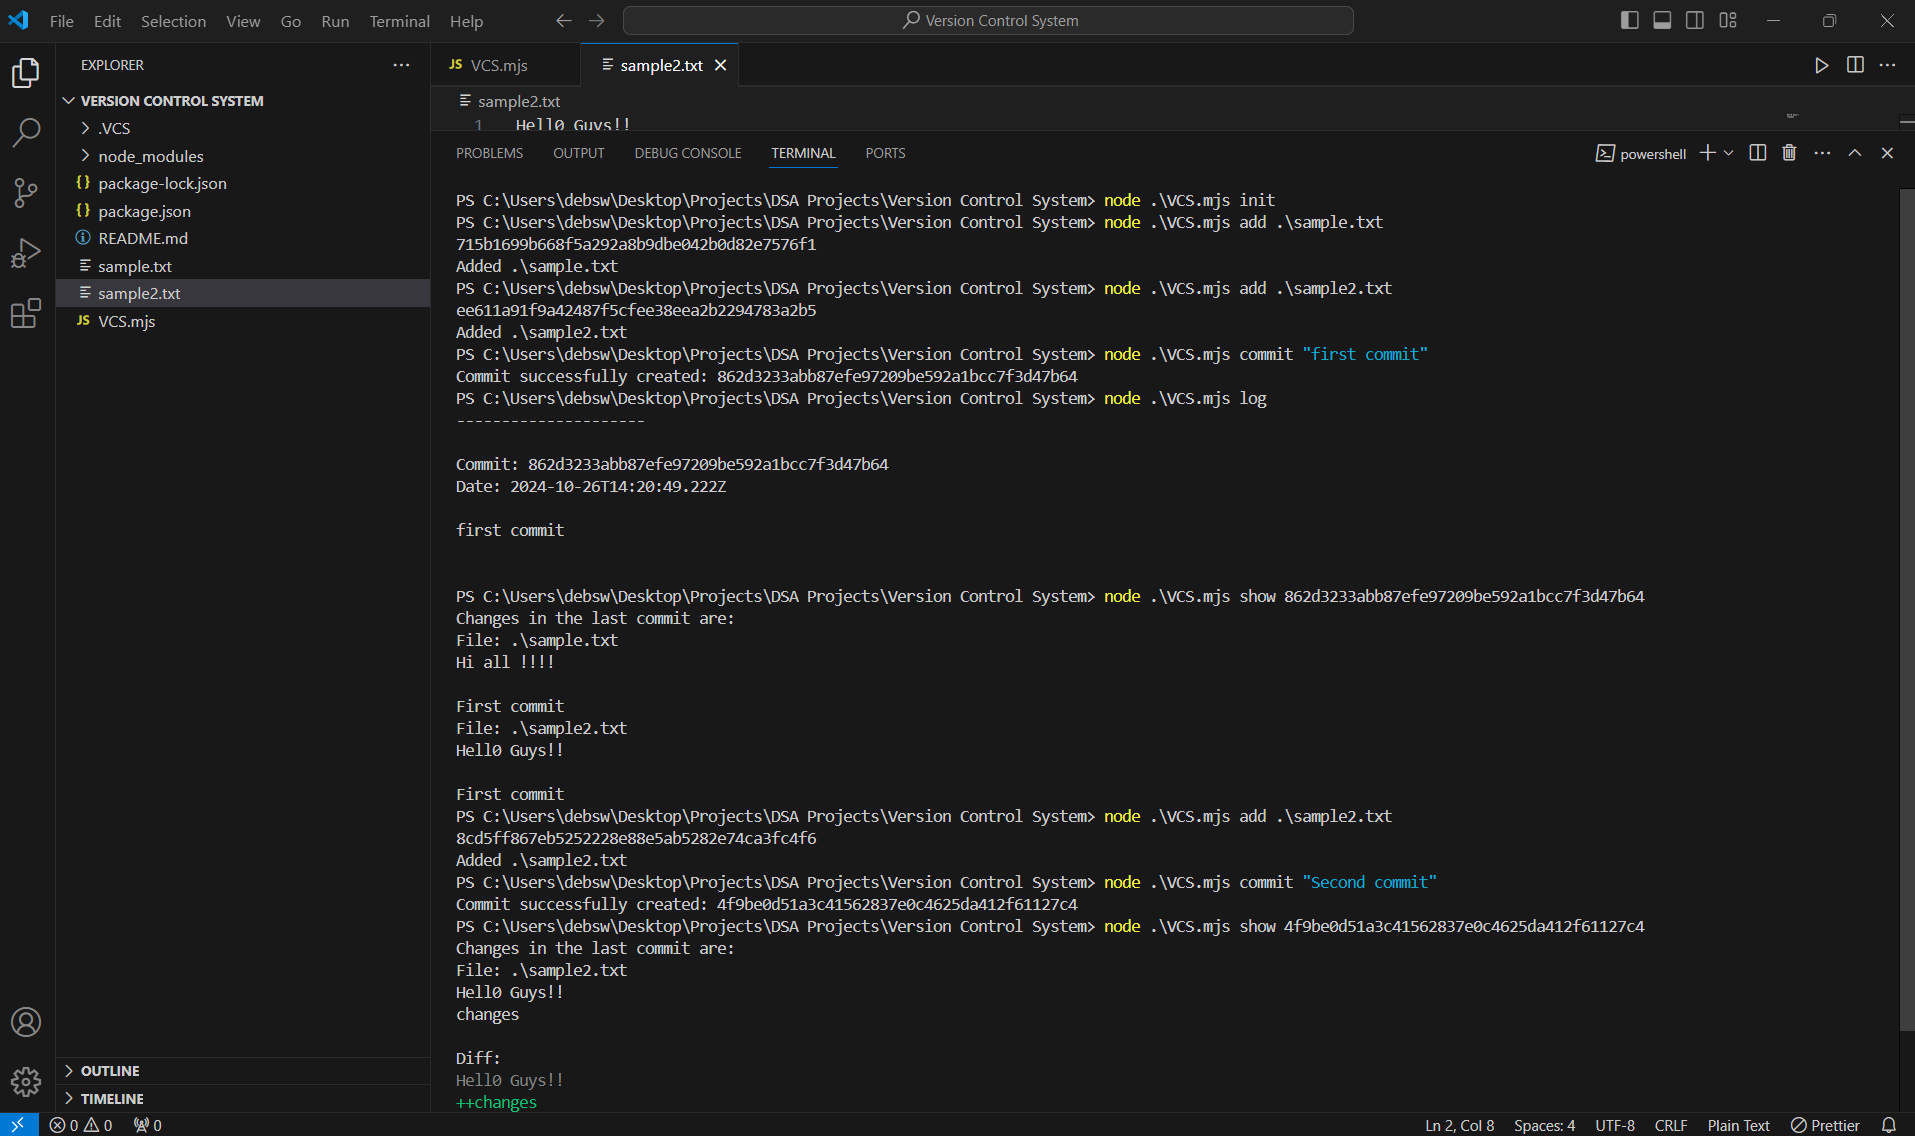 File Edit Selection View Go Run Terminal Help
Version Control System
EXPLORER
VERSION CONTROL SYSTEM
.VCS
node_modules
package-lock.json
package.json
README.md
sample.txt
sample2.txt
VCS.mjs
OUTLINE
TIMELINE
VCS.mjs sample2.txt
sample2.txt
1 Hell0 Guys!!
PROBLEMS OUTPUT DEBUG CONSOLE TERMINAL PORTS
powershell
PS C:\Users\debsw\Desktop\Projects\DSA Projects\Version Control System> node .\VCS.mjs init
PS C:\Users\debsw\Desktop\Projects\DSA Projects\Version Control System> node .\VCS.mjs add .\sample.txt
715b1699b668f5a292a8b9dbe042b0d82e7576f1
Added .\sample.txt
PS C:\Users\debsw\Desktop\Projects\DSA Projects\Version Control System> node .\VCS.mjs add .\sample2.txt
ee611a91f9a42487f5cfee38eea2b2294783a2b5
Added .\sample2.txt
PS C:\Users\debsw\Desktop\Projects\DSA Projects\Version Control System> node .\VCS.mjs commit "first commit"
Commit successfully created: 862d3233abb87efe97209be592a1bcc7f3d47b64
PS C:\Users\debsw\Desktop\Projects\DSA Projects\Version Control System> node .\VCS.mjs log
---------------------
Commit: 862d3233abb87efe97209be592a1bcc7f3d47b64
Date: 2024-10-26T14:20:49.222Z
first commit
PS C:\Users\debsw\Desktop\Projects\DSA Projects\Version Control System> node .\VCS.mjs show 862d3233abb87efe97209be592a1bcc7f3d47b64
Changes in the last commit are:
File: .\sample.txt
Hi all !!!!
First commit
File: .\sample2.txt
Hell0 Guys!!
First commit
PS C:\Users\debsw\Desktop\Projects\DSA Projects\Version Control System> node .\VCS.mjs add .\sample2.txt
8cd5ff867eb5252228e88e5ab5282e74ca3fc4f6
Added .\sample2.txt
PS C:\Users\debsw\Desktop\Projects\DSA Projects\Version Control System> node .\VCS.mjs commit "Second commit"
Commit successfully created: 4f9be0d51a3c41562837e0c4625da412f61127c4
PS C:\Users\debsw\Desktop\Projects\DSA Projects\Version Control System> node .\VCS.mjs show 4f9be0d51a3c41562837e0c4625da412f61127c4
Changes in the last commit are:
File: .\sample2.txt
Hell0 Guys!!
changes
Diff:
Hell0 Guys!!
++changes
0 0 0 Ln 2, Col 8 Spaces: 4 UTF-8 CRLF Plain Text Prettier